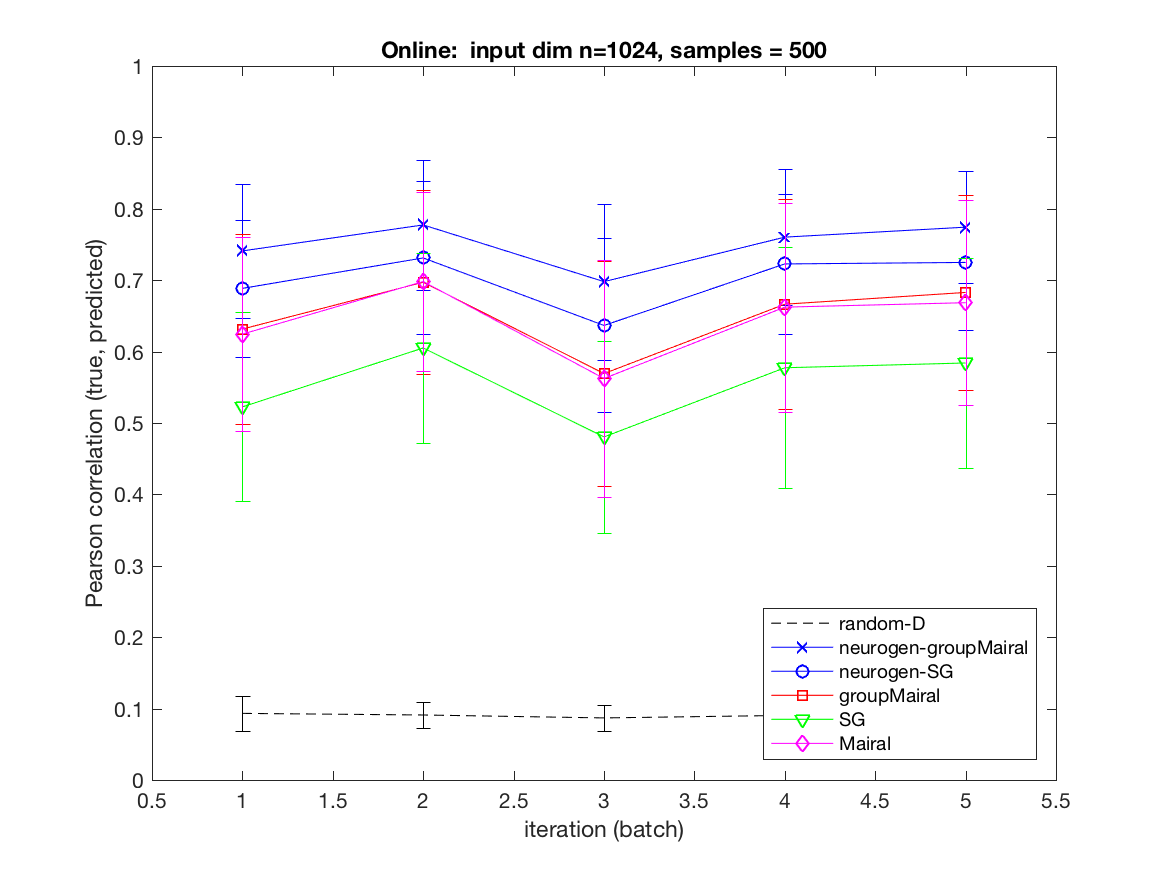 Online:  input dim n=1024, samples = 500
1
0.9
0.8
0.7
0.6
0.5
0.4
0.3
0.2
0.1
0
Pearson correlation (true, predicted)
random-D
neurogen-groupMairal
neurogen-SG
groupMairal
SG
Mairal
0.5 1 1.5 2 2.5 3 3.5 4 4.5 5 5.5
iteration (batch)